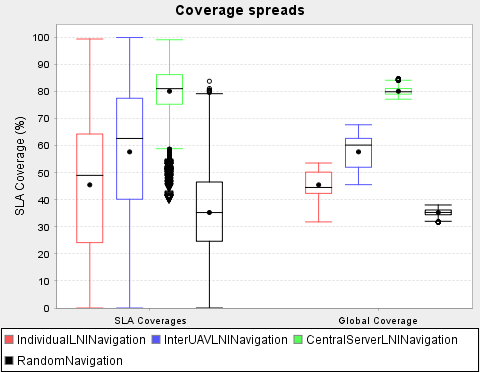 Coverage spreads
SLA Coverage (%)
100
90
80
70
60
50
40
30
20
10
0
SLA Coverages
Global Coverage
IndividualLNINavigation
InterUAVLNINavigation
CentralServerLNINavigation
RandomNavigation